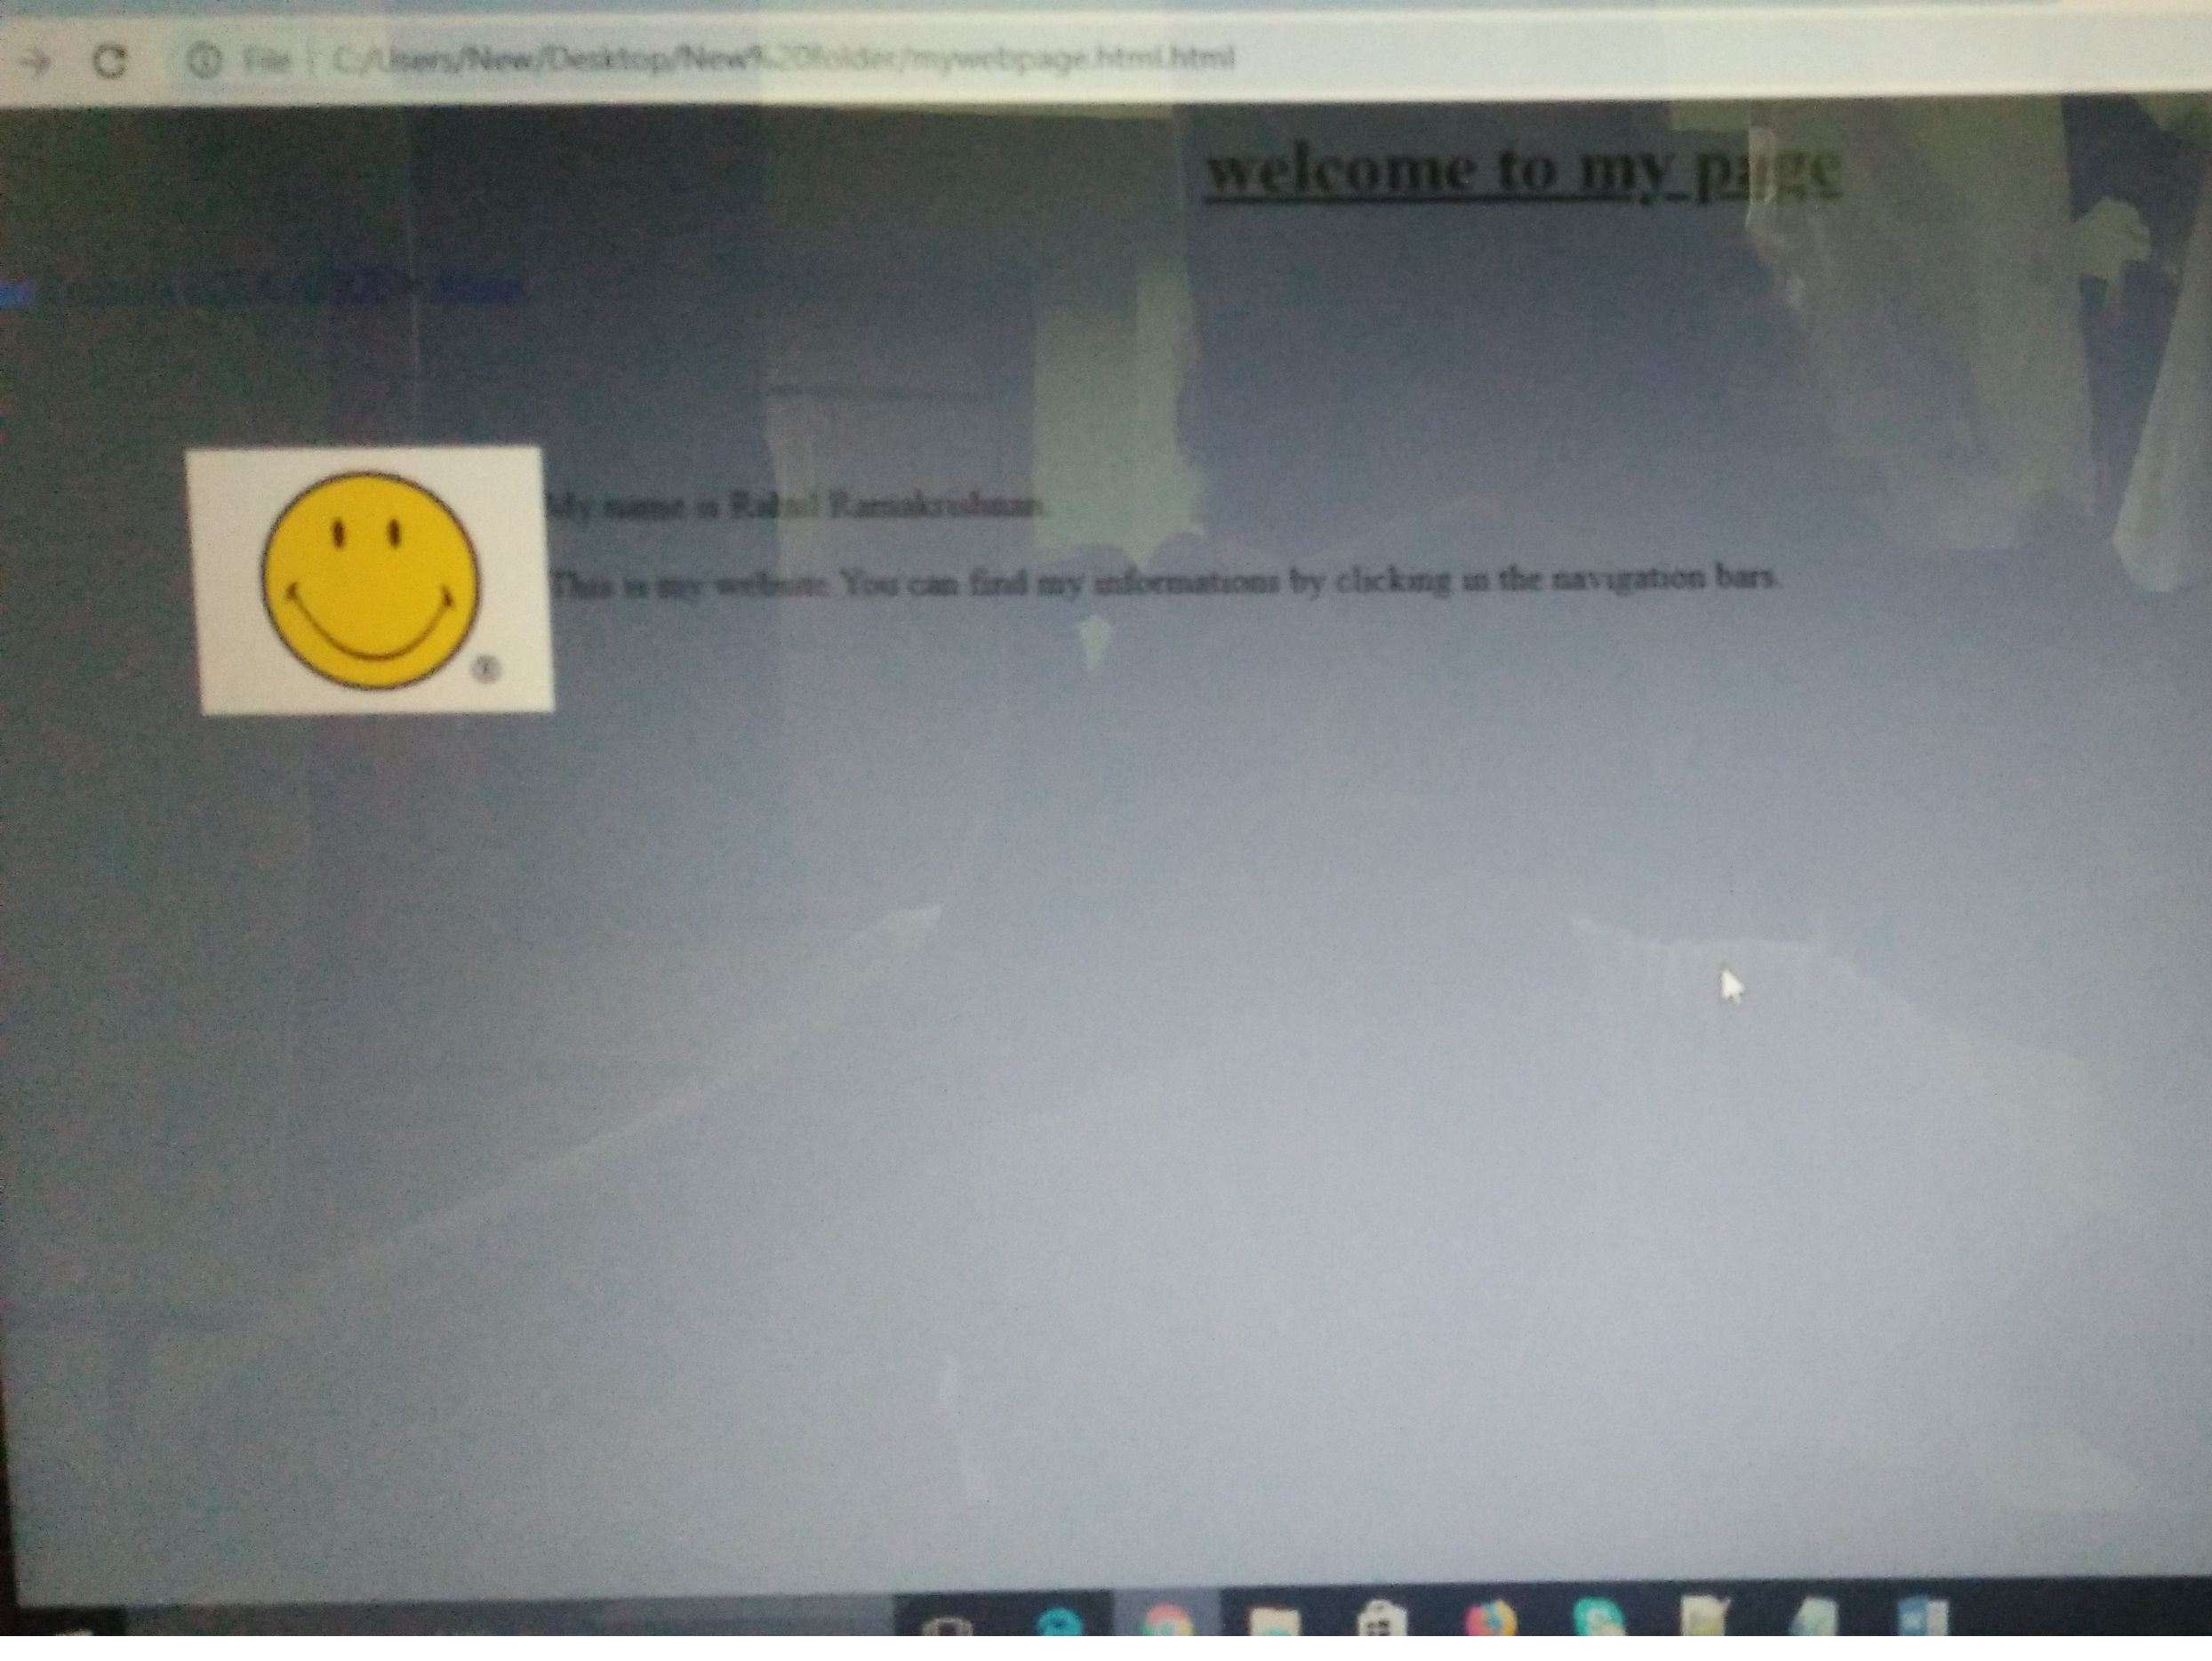 File | C:/Users/New/Desktop/New%20folder/mywebpage.html.html
welcome to my page
My name is Rahul Ramakrishnan.
This is my website. You can find my informations by clicking in the navigation bars.
®